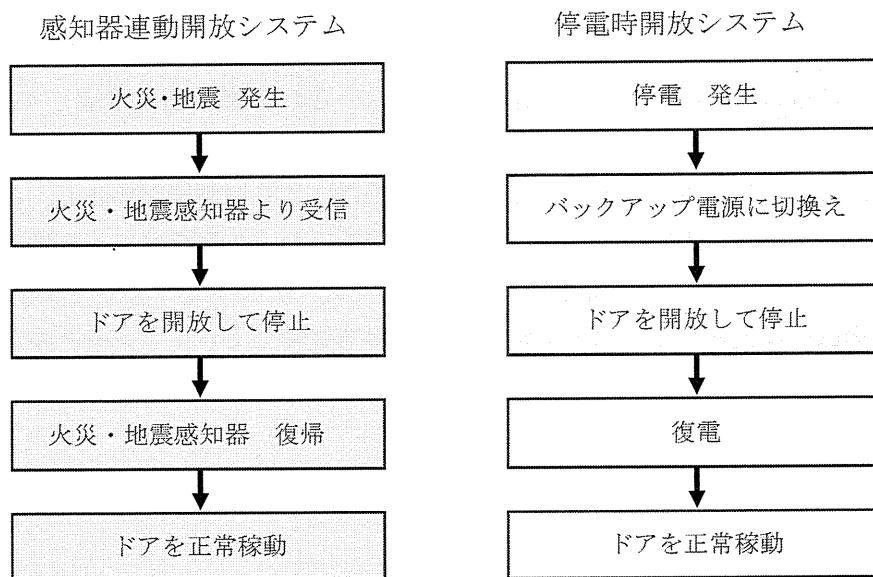 感知器連動開放システム
火災・地震 発生
火災・地震感知器より受信
ドアを開放して停止
火災・地震感知器 復帰
ドアを正常稼動
停電時開放システム
停電 発生
バックアップ電源に切換え
ドアを開放して停止
復電
ドアを正常稼動